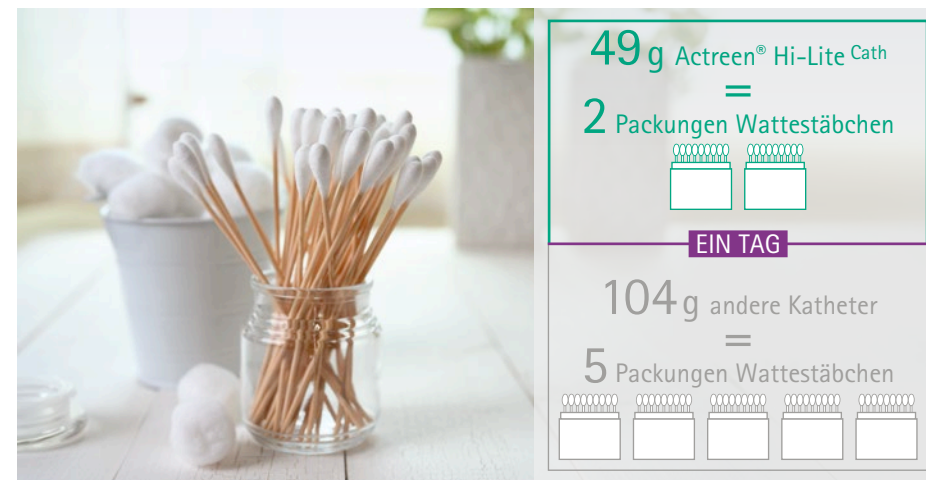 49 g Actreen® Hi-Lite Cath
=
2 Packungen Wattestäbchen
EIN TAG
104 g andere Katheter
=
5 Packungen Wattestäbchen